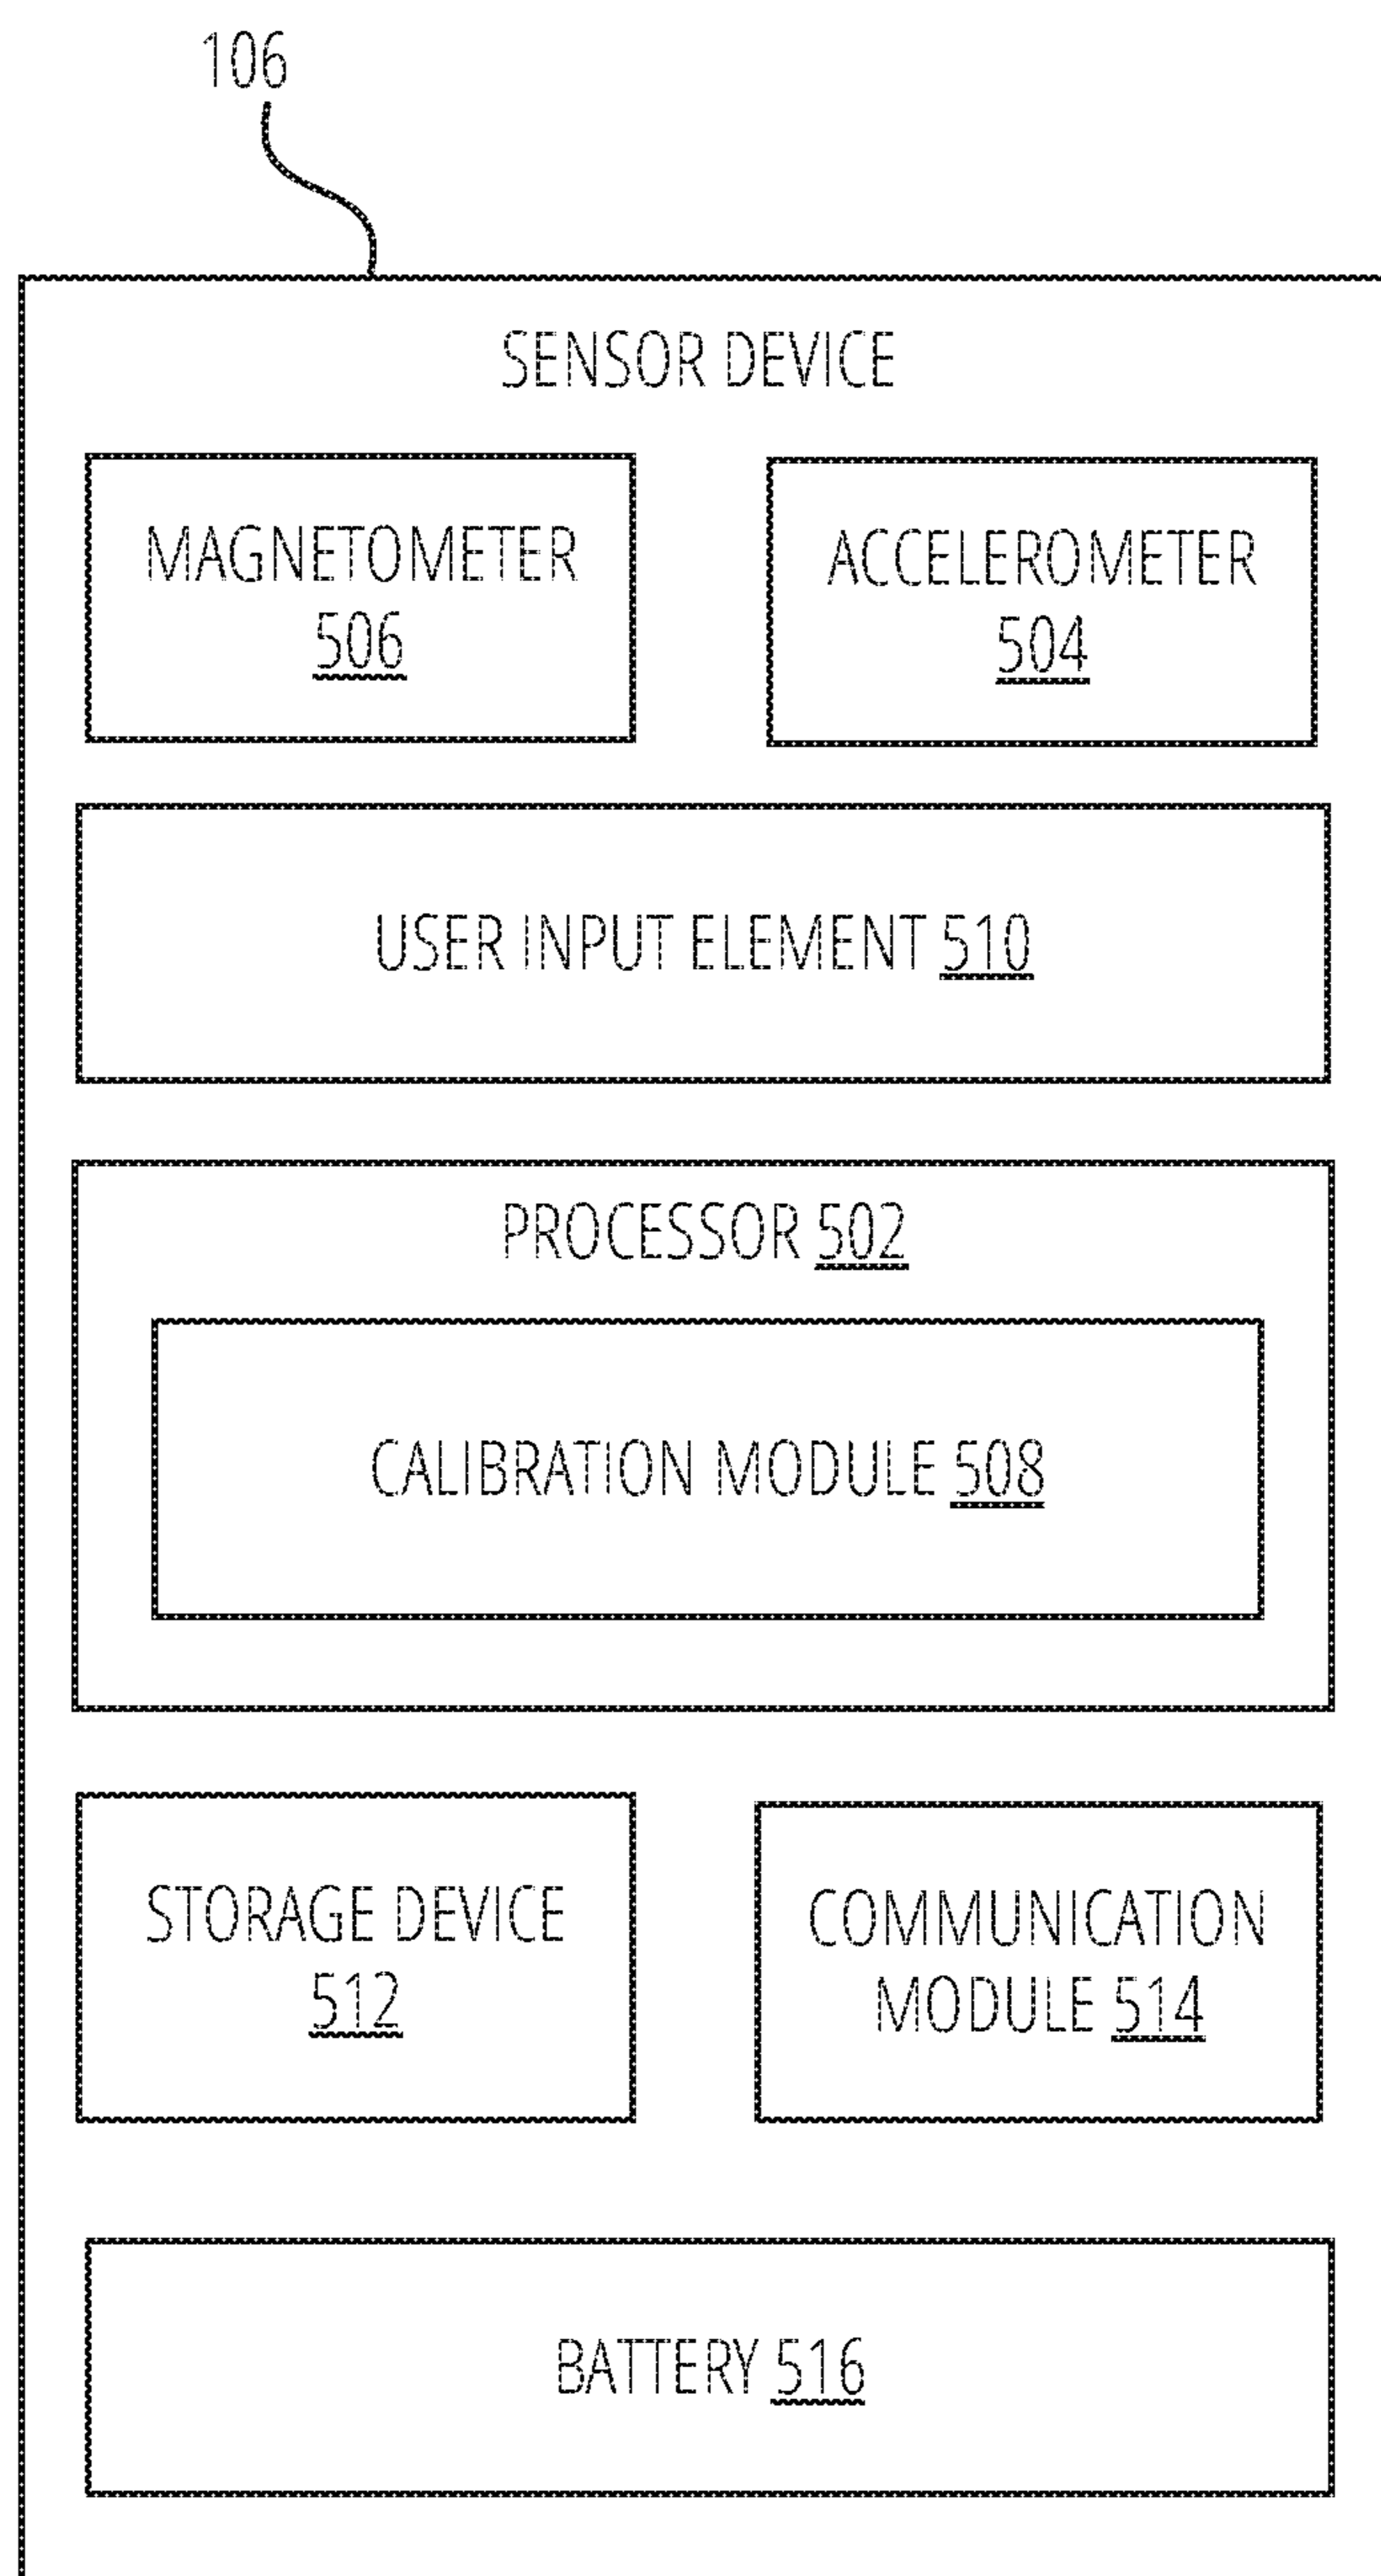 106
SENSOR DEVICE
MAGNETOMETER
506
ACCELEROMETER
504
USER INPUT ELEMENT 510
PROCESSOR 502
CALIBRATION MODULE 508
STORAGE DEVICE
512
COMMUNICATION
MODULE 514
BATTERY 516